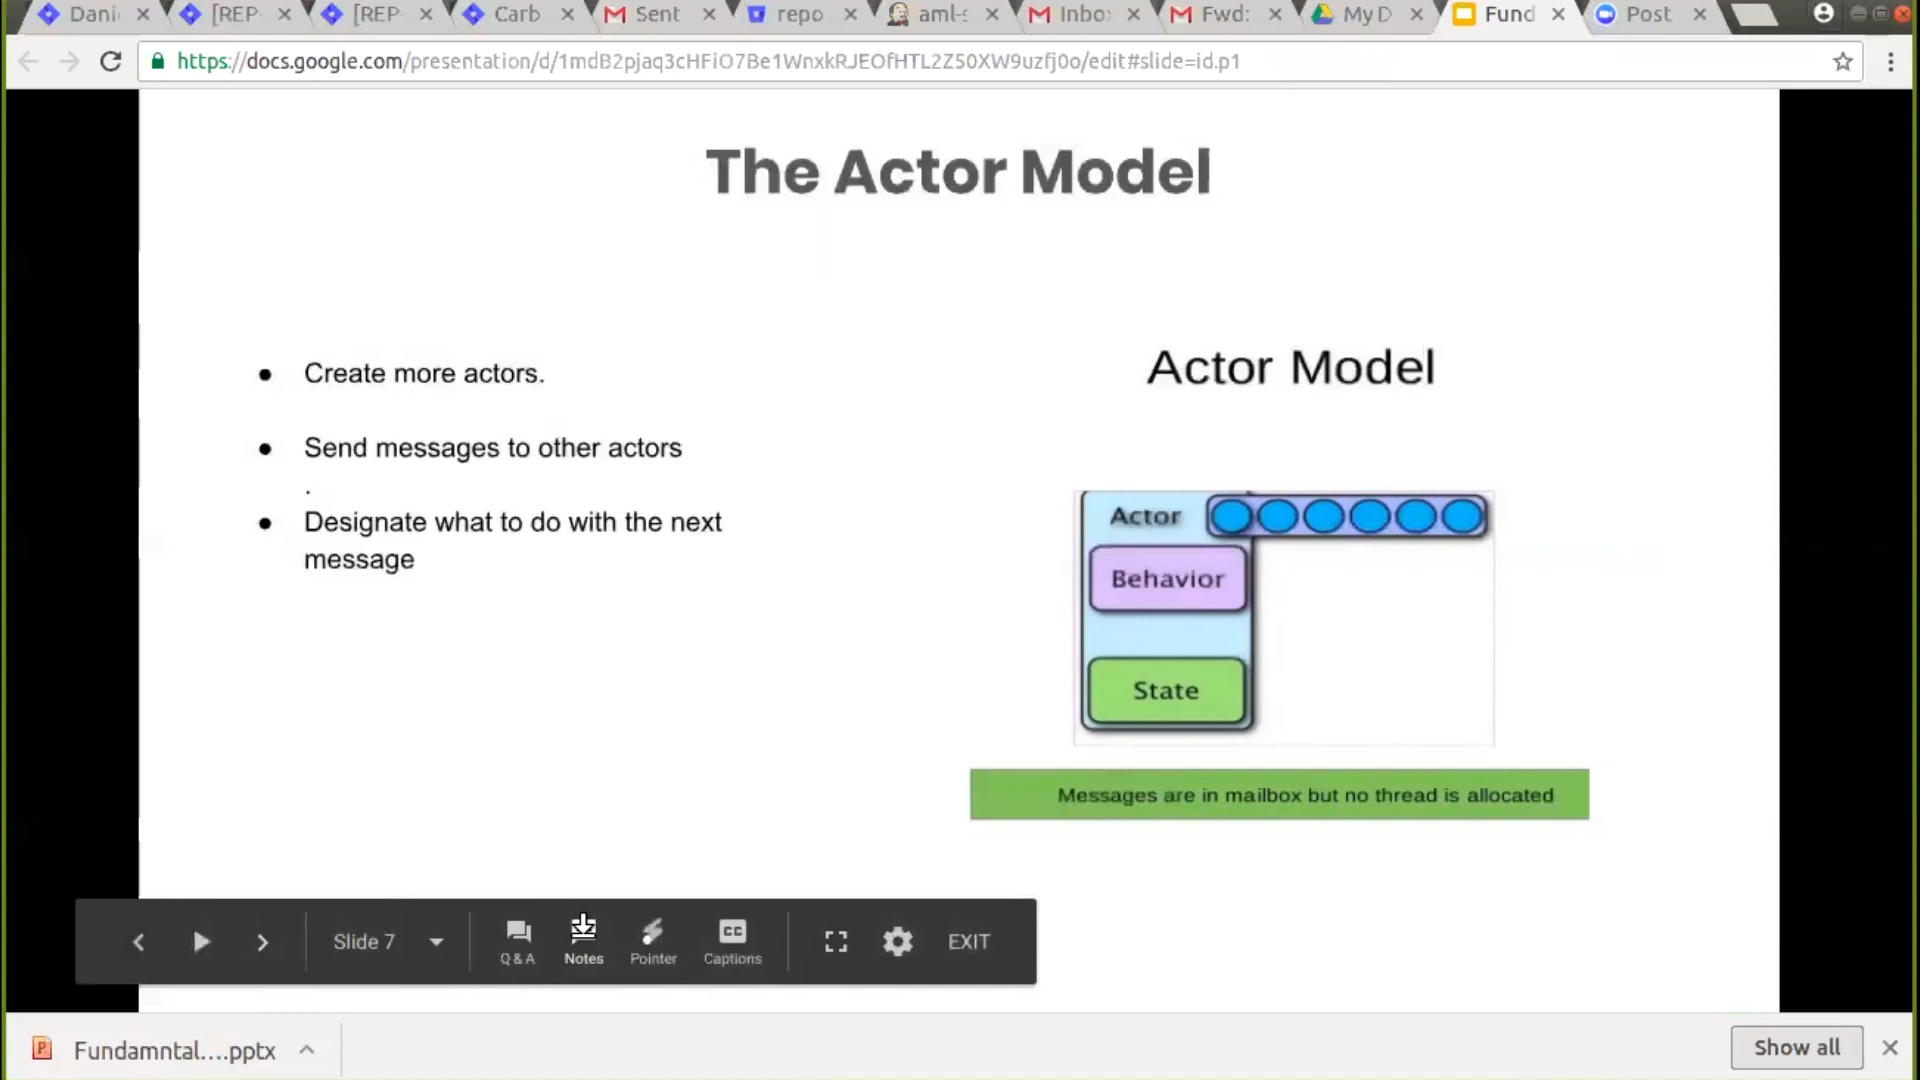 Dani
[REP
[REP
Carb
Sent
repo
aml-s
Inbo
Fwd:
My D
Fund
Post
https://docs.google.com/presentation/d/1mdB2pjaq3cHFiO7Be1WnxkRJEOfHTL2Z50XW9uzfj0o/edit#slide=id.p1
The Actor Model
● Create more actors.
● Send messages to other actors
.
● Designate what to do with the next
message
Actor Model
Actor
Behavior
State
Messages are in mailbox but no thread is allocated
Slide 7
Q & A
Notes
Pointer
CC
Captions
EXIT
Fundamntal....pptx
Show all